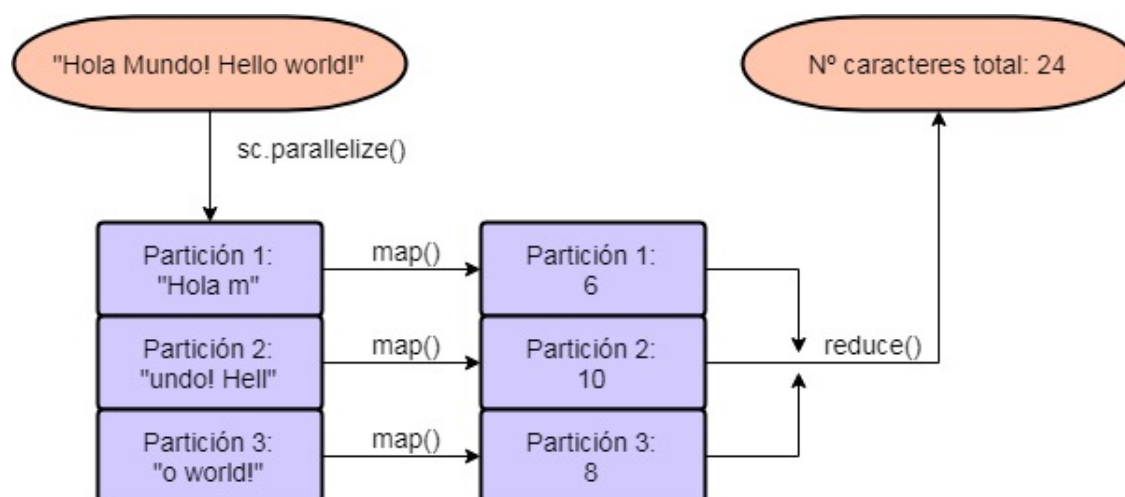 "Hola Mundo! Hello world!"
Nº caracteres total: 24
sc.parallelize()
Partición 1:
"Hola m"
map()
Partición 1:
6
Partición 2:
"undo! Hell"
map()
Partición 2:
10
reduce()
Partición 3:
"o world!"
map()
Partición 3:
8